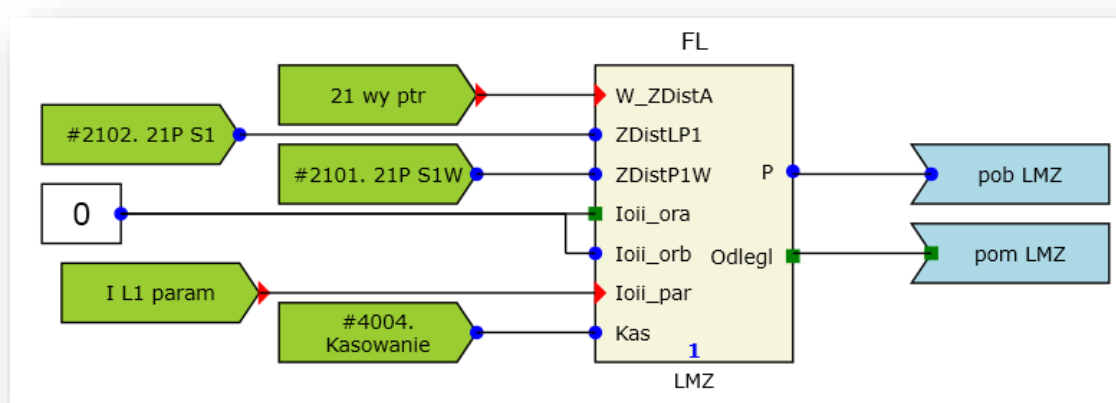 FL
21 wy ptr
W_ZDistA
#2102. 21P S1
ZDistLP1
#2101. 21P S1W
ZDistP1W
P
pob LMZ
0
Ioii_ora
Ioii_orb
Odlegl
pom LMZ
I L1 param
Ioii_par
#4004.
Kasowanie
Kas
1
LMZ